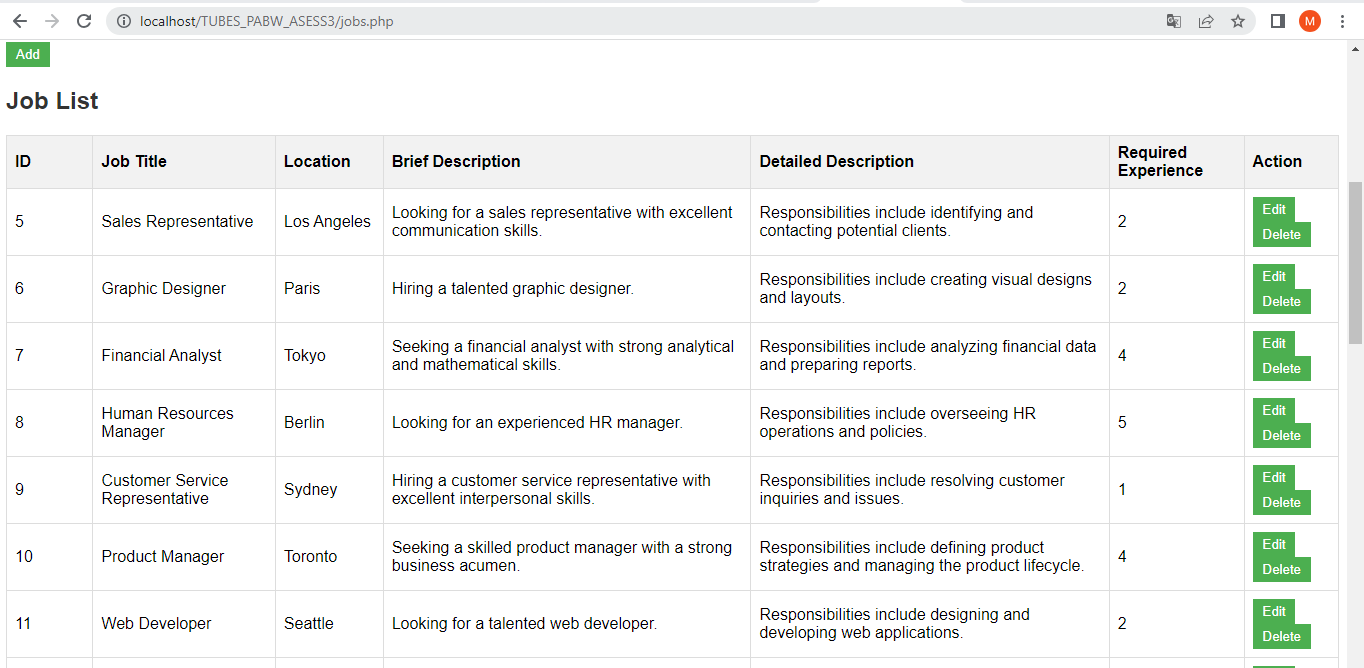 localhost/TUBES_PABW_ASESS3/jobs.php
M
Add
Job List
ID Job Title Location Brief Description Detailed Description Required Experience Action
5 Sales Representative Los Angeles Looking for a sales representative with excellent communication skills. Responsibilities include identifying and contacting potential clients. 2 Edit Delete
6 Graphic Designer Paris Hiring a talented graphic designer. Responsibilities include creating visual designs and layouts. 2 Edit Delete
7 Financial Analyst Tokyo Seeking a financial analyst with strong analytical and mathematical skills. Responsibilities include analyzing financial data and preparing reports. 4 Edit Delete
8 Human Resources Manager Berlin Looking for an experienced HR manager. Responsibilities include overseeing HR operations and policies. 5 Edit Delete
9 Customer Service Representative Sydney Hiring a customer service representative with excellent interpersonal skills. Responsibilities include resolving customer inquiries and issues. 1 Edit Delete
10 Product Manager Toronto Seeking a skilled product manager with a strong business acumen. Responsibilities include defining product strategies and managing the product lifecycle. 4 Edit Delete
11 Web Developer Seattle Looking for a talented web developer. Responsibilities include designing and developing web applications. 2 Edit Delete